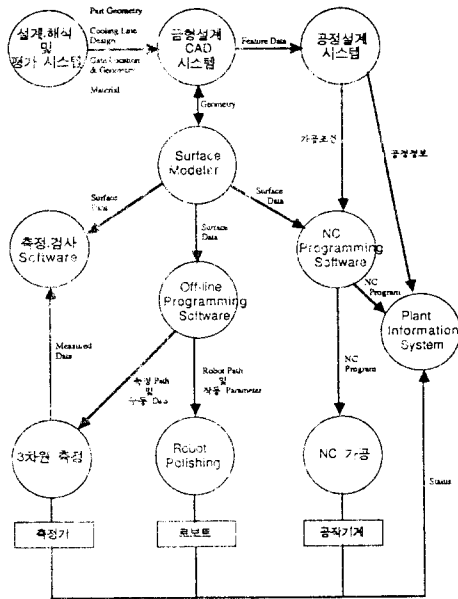 설계.해석
및
평가 시스템
Part Geometry
Cooling Line
Design
Gate Location
& Geometry
Material
금형설계
CAD
시스템
Feature Data
공정설계
시스템
Geometry
가공조건
공정정보
Surface
Modeler
Surface
Data
Surface
Data
Surface
Data
측정.검사
Software
Off-line
Programming
Software
NC
Programming
Software
NC
Program
Plant
Information
System
Measured
Data
측정 Path
및
구동 Data
Robot Path
및
작동 Parameter
NC
Program
3차원 측정
Robot
Polishing
NC 가공
Status
측정기
로보트
공작기계